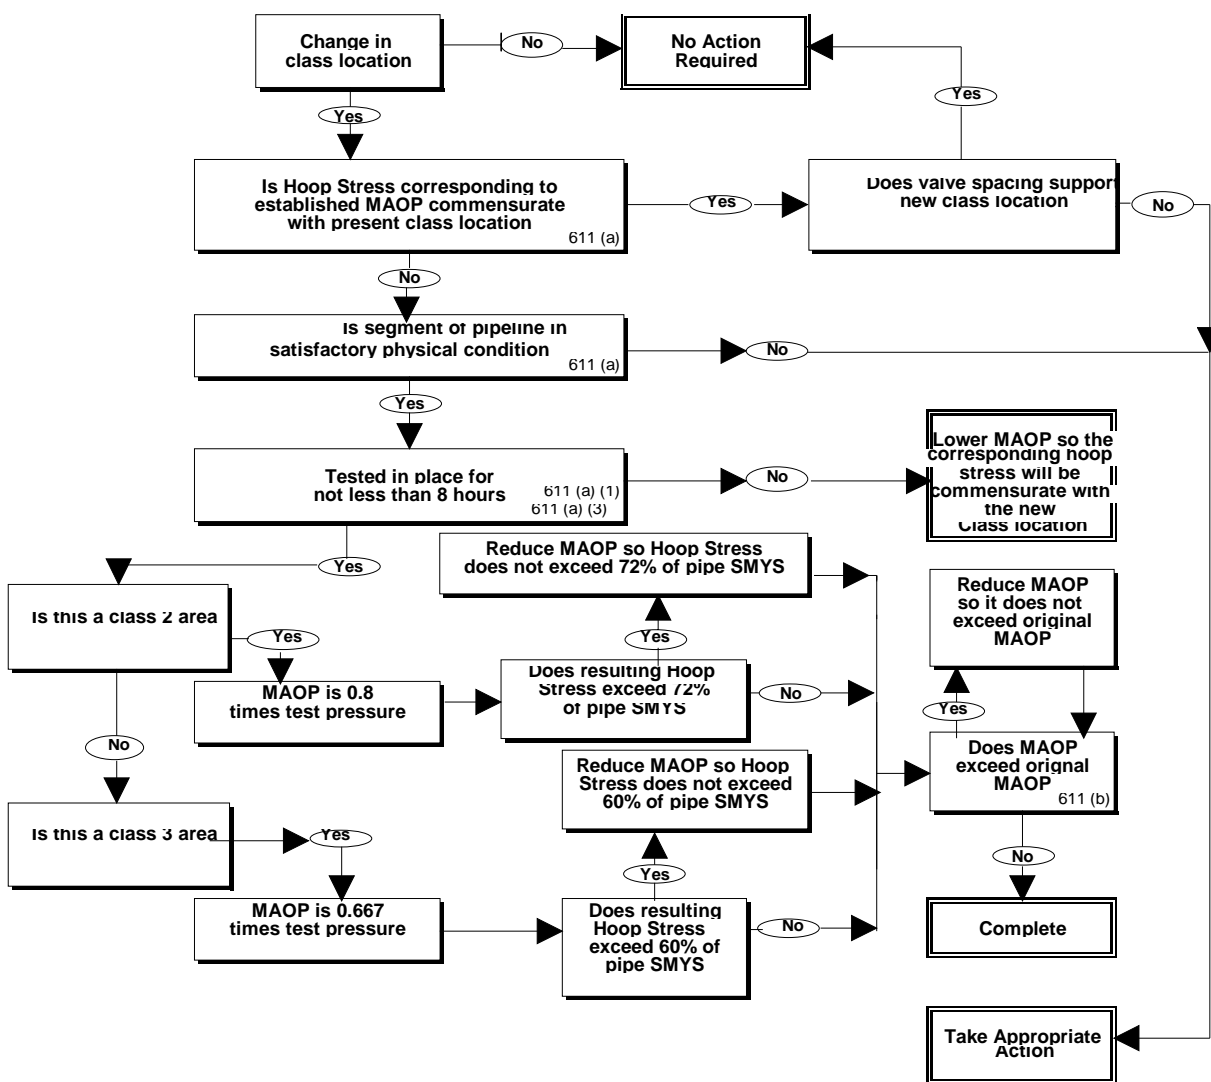 Change in
class location
No
No Action
Required
Yes
Yes
Is Hoop Stress corresponding to
established MAOP commensurate
with present class location
611 (a)
Yes
Does valve spacing support
new class location
No
No
Is segment of pipeline in
satisfactory physical condition
611 (a)
No
Yes
Tested in place for
not less than 8 hours
611 (a) (1)
611 (a) (3)
No
Lower MAOP so the
corresponding hoop
stress will be
commensurate with
the new
Class location
Yes
Reduce MAOP so Hoop Stress
does not exceed 72% of pipe SMYS
Reduce MAOP
so it does not
exceed original
MAOP
Is this a class 2 area
Yes
Yes
MAOP is 0.8
times test pressure
Does resulting Hoop
Stress exceed 72%
of pipe SMYS
No
Yes
No
Reduce MAOP so Hoop
Stress does not exceed
60% of pipe SMYS
Does MAOP
exceed orignal
MAOP
611 (b)
Is this a class 3 area
Yes
Yes
No
MAOP is 0.667
times test pressure
Does resulting
Hoop Stress
exceed 60% of
pipe SMYS
No
Complete
Take Appropriate
Action